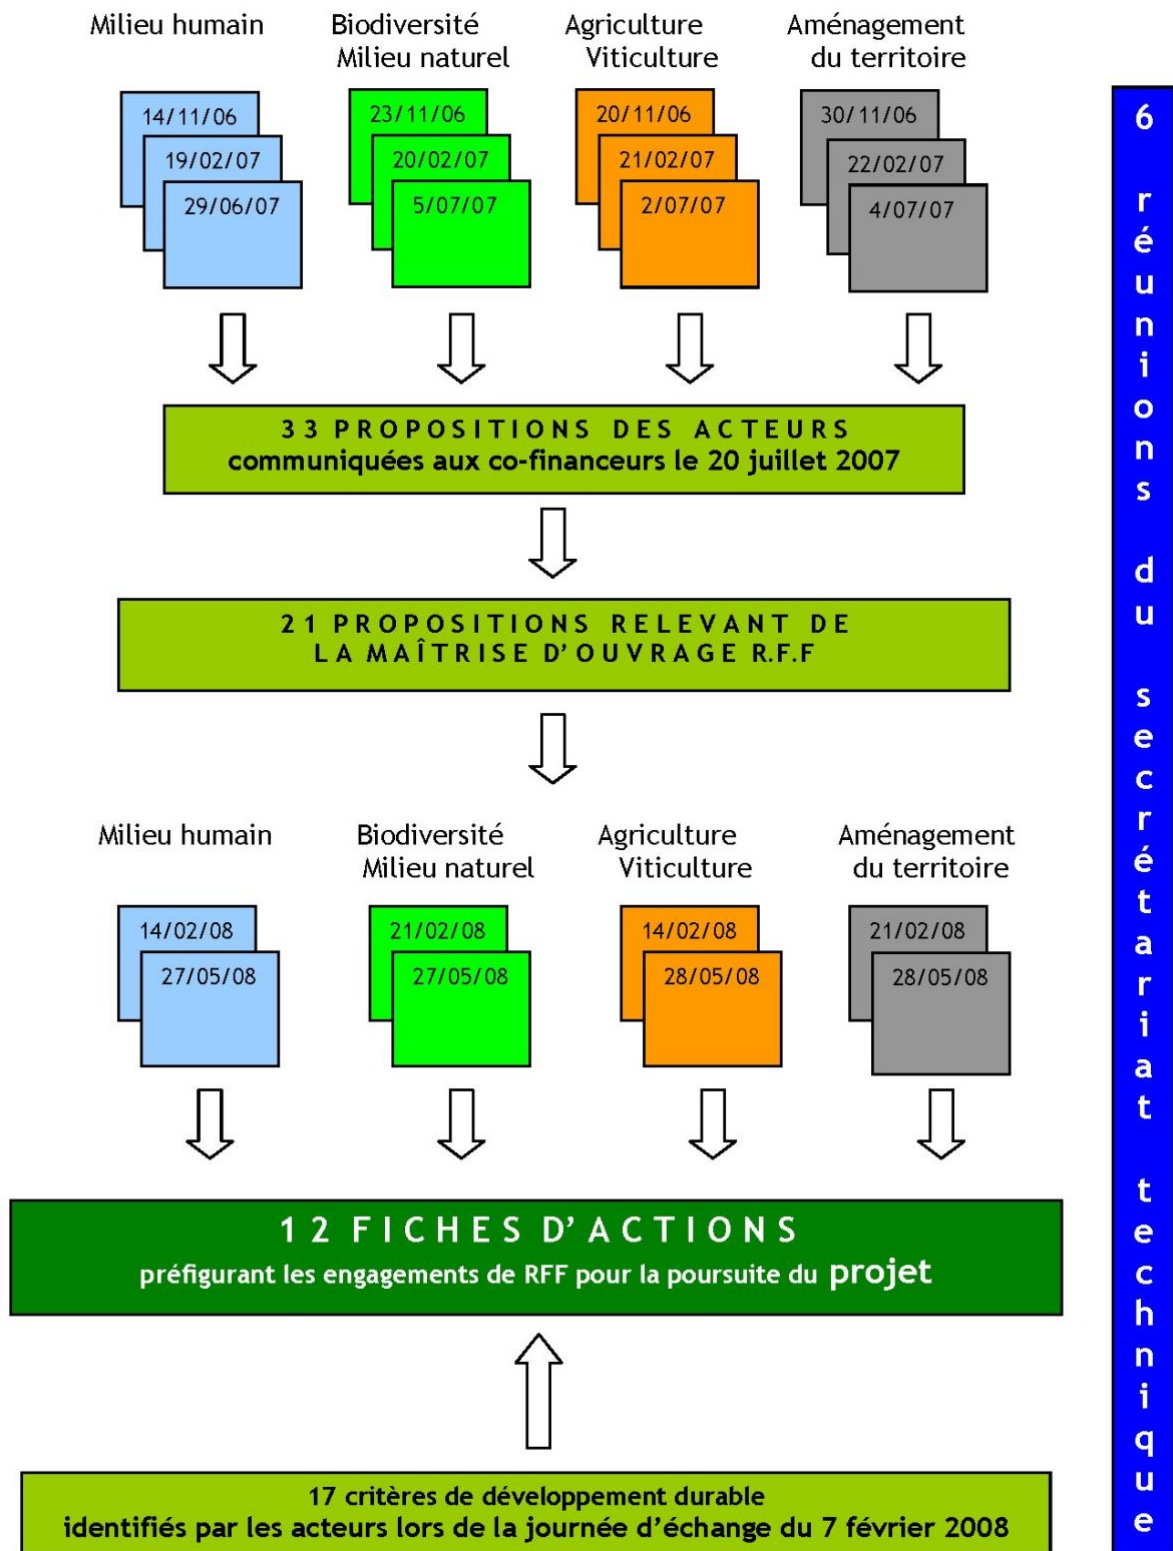 Milieu humain
Biodiversité
Milieu naturel
Agriculture
Viticulture
Aménagement
du territoire
14/11/06
19/02/07
29/06/07
23/11/06
20/02/07
5/07/07
20/11/06
21/02/07
2/07/07
30/11/06
22/02/07
4/07/07
33 PROPOSITIONS DES ACTEURS
communiquées aux co-financeurs le 20 juillet 2007
21 PROPOSITIONS RELEVANT DE
LA MAÎTRISE D'OUVRAGE R.F.F
Milieu humain
Biodiversité
Milieu naturel
Agriculture
Viticulture
Aménagement
du territoire
14/02/08
27/05/08
21/02/08
27/05/08
14/02/08
28/05/08
21/02/08
28/05/08
12 FICHES D'ACTIONS
préfigurant les engagements de RFF pour la poursuite du projet
17 critères de développement durable
identifiés par les acteurs lors de la journée d'échange du 7 février 2008
6 réunions du secrétariat technique